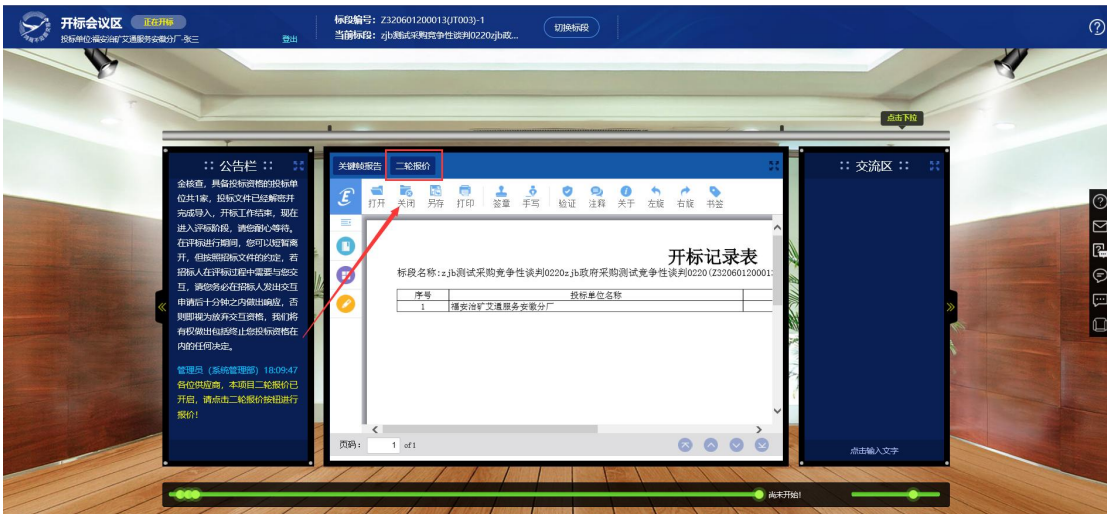 开标会议区 正在开标
投标单位:福安治矿艾通服务安徽分厂-张三 登出
标段编号：Z320601200013(JT003)-1
当前标段：zjb测试采购竞争性谈判0220zjb政...
切换标段
点击下拉
:: 公告栏 ::
金核查，具备投标资格的投标单
位共1家，投标文件已经解密并
完成导入，开标工作结束，现在
进入评标阶段，请您耐心等待。
在评标进行期间，您可以短暂离
开，但按照招标文件的约定，若
招标人在评标过程中需要与您交
互，请您务必在招标人发出交互
申请后十分钟之内做出响应，否
则即视为放弃交互资格，我们将
有权做出包括终止您投标资格在
内的任何决定。
管理员（系统管理部）18:09:47
各位供应商，本项目二轮报价已
开启，请点击二轮报价按钮进行
报价！
关键帧报告 二轮报价
打开 关闭 另存 打印 签章 手写 验证 注释 关于 左旋 右旋 书签
开标记录表
标段名称:zjb测试采购竞争性谈判0220zjb政府采购测试竞争性谈判0220(Z32060120001
序号 投标单位名称
1 福安治矿艾通服务安徽分厂
页码： 1 of1
:: 交流区 ::
点击输入文字
尚未开始!